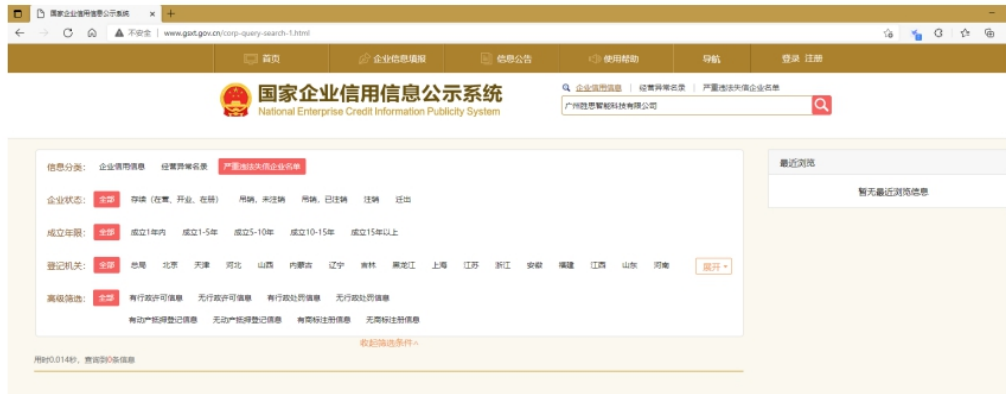 国家企业信用信息公示系统
不安全 | www.gsxt.gov.cn/corp-query-search-1.html
首页 企业信息填报 信息公告 使用帮助 导航 登录 注册
国家企业信用信息公示系统
National Enterprise Credit Information Publicity System
企业信用信息 | 经营异常名录 | 严重违法失信企业名单
广州胜思智能科技有限公司
信息分类: 企业信用信息 经营异常名录 严重违法失信企业名单
企业状态: 全部 存续（在营、开业、在册） 吊销，未注销 吊销，已注销 注销 迁出
成立年限: 全部 成立1年内 成立1-5年 成立5-10年 成立10-15年 成立15年以上
登记机关: 全部 总局 北京 天津 河北 山西 内蒙古 辽宁 吉林 黑龙江 上海 江苏 浙江 安徽 福建 江西 山东 河南 展开
高级筛选: 全部 有行政许可信息 无行政许可信息 有行政处罚信息 无行政处罚信息
有动产抵押登记信息 无动产抵押登记信息 有商标注册信息 无商标注册信息
收起筛选条件
用时0.014秒，查询到0条信息
最近浏览
暂无最近浏览信息